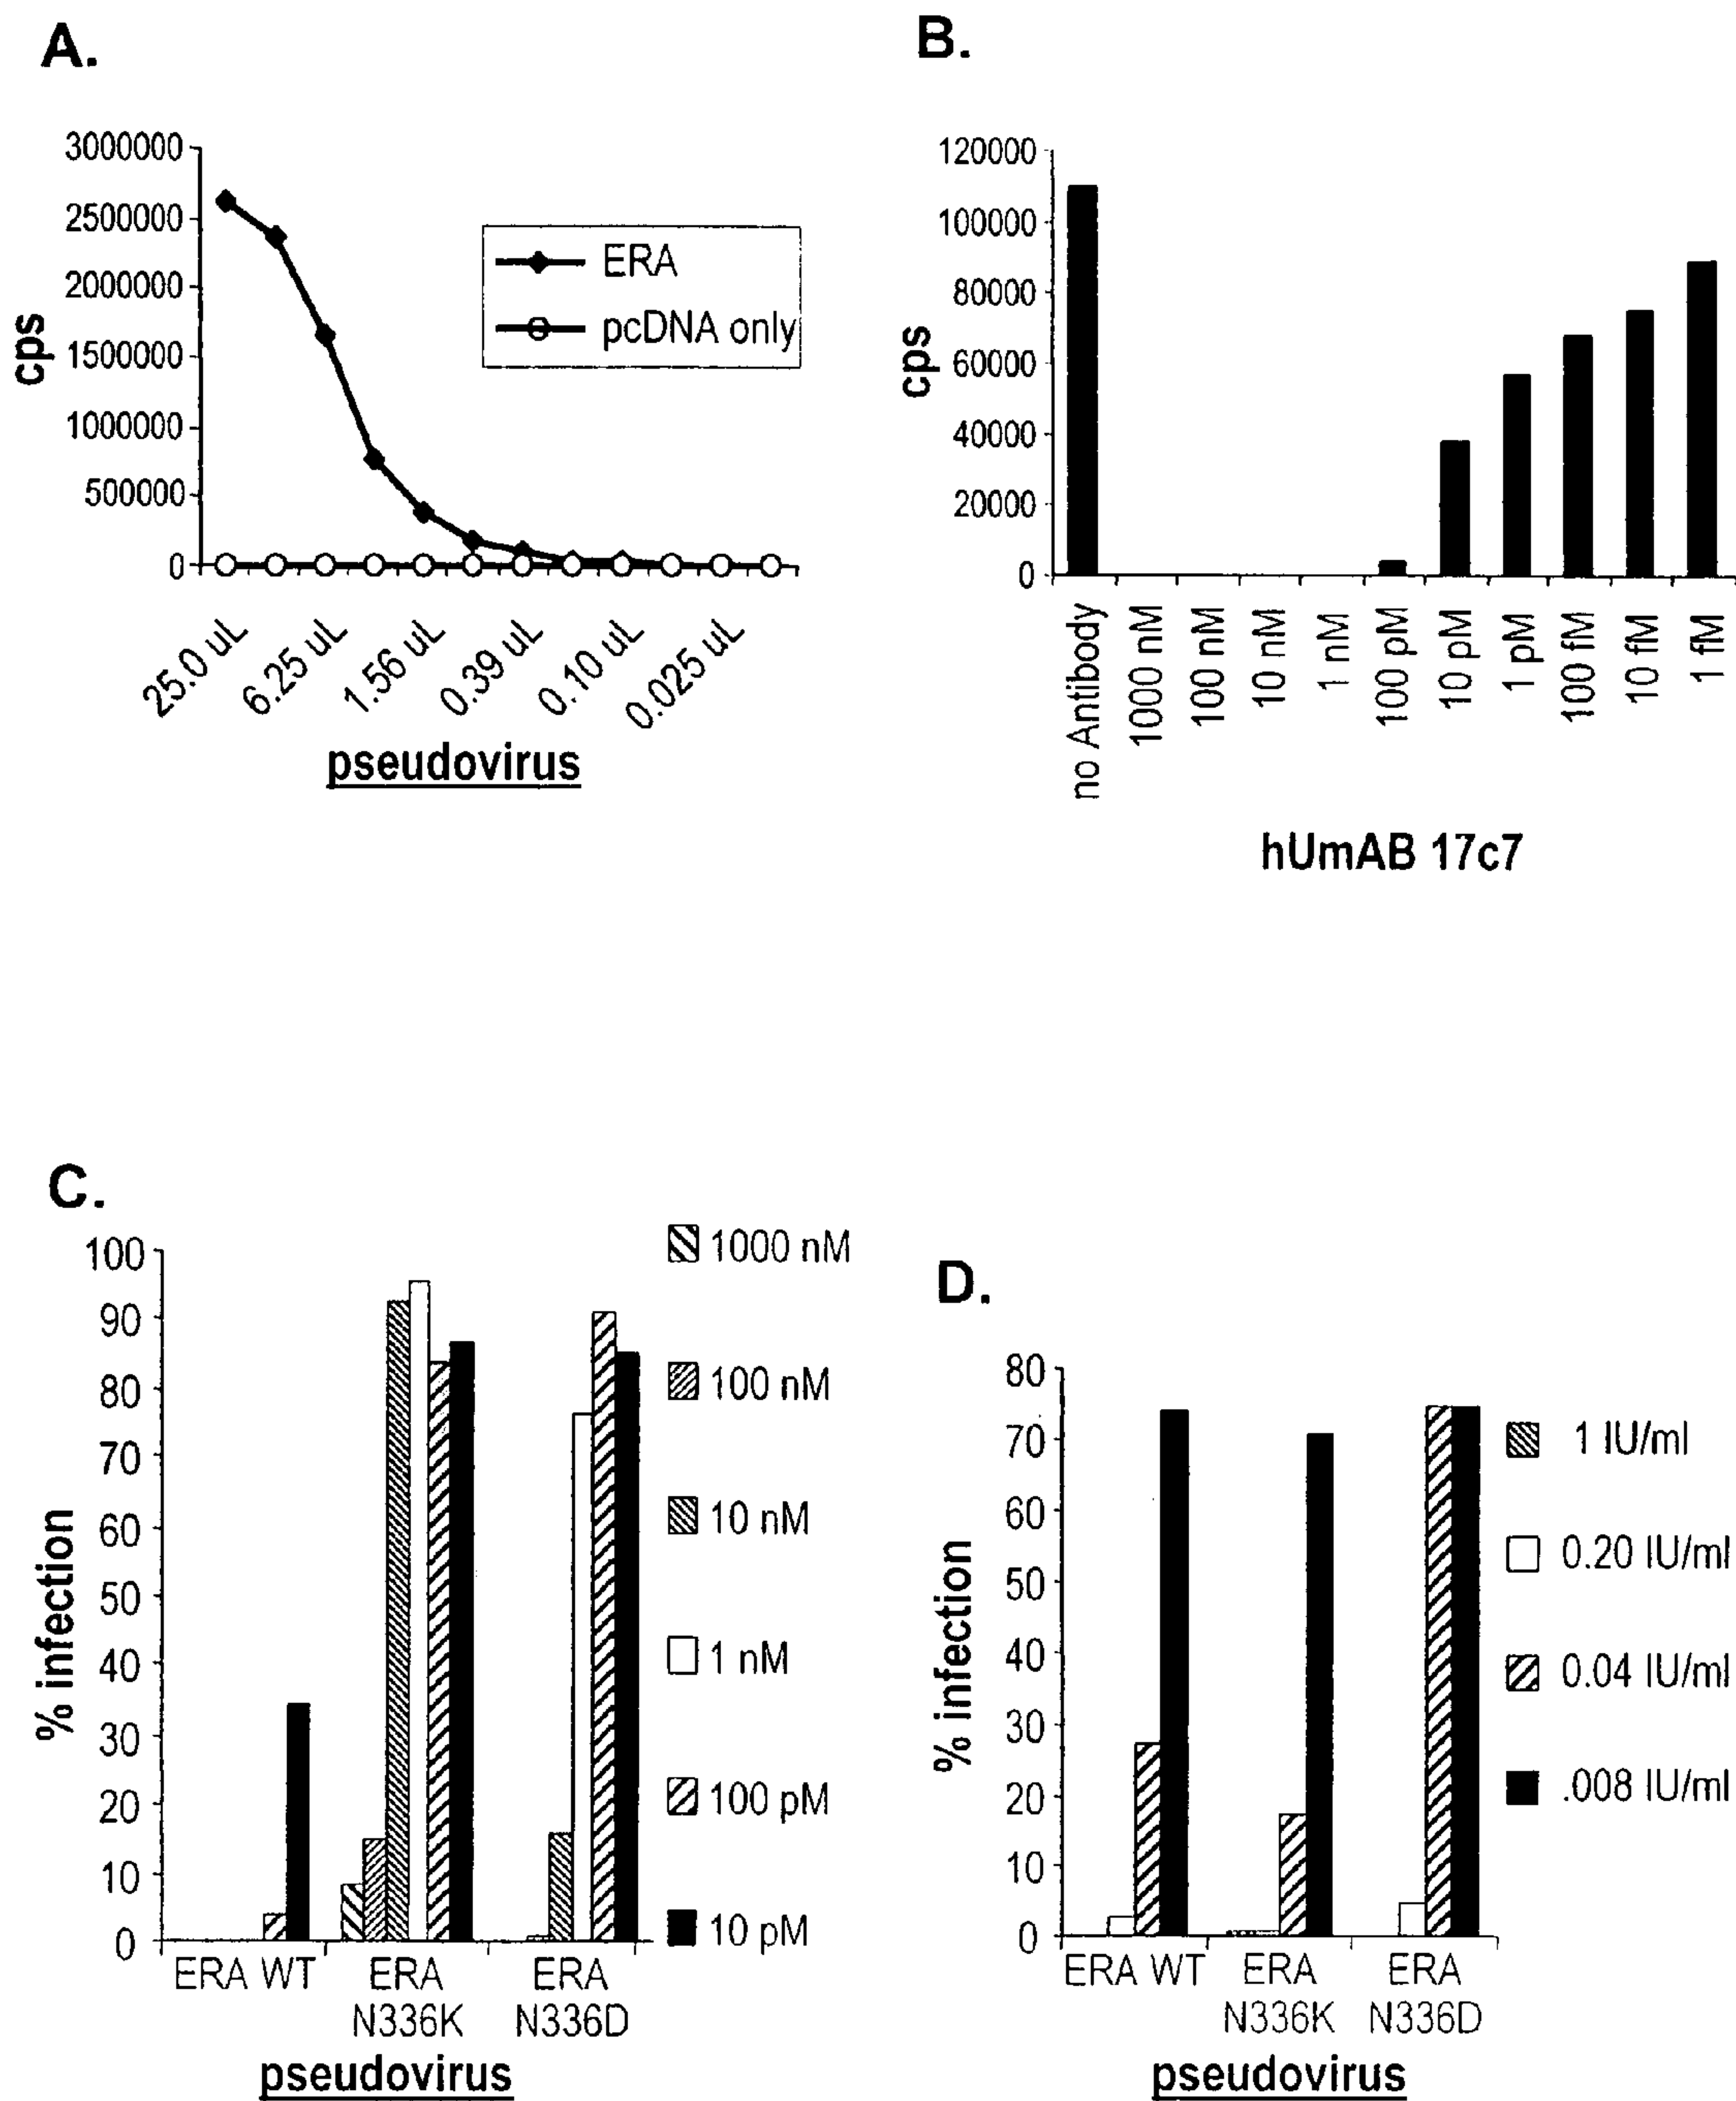 A.
3000000
2500000
2000000
1500000
1000000
500000
0
cps
ERA
pcDNA only
25.0 uL
6.25 uL
1.56 uL
0.39 uL
0.10 uL
0.025 uL
pseudovirus
B.
120000
100000
80000
60000
40000
20000
0
cps
no Antibody
1000 nM
100 nM
10 nM
1 nM
100 pM
10 pM
1 pM
100 fM
10 fM
1 fM
hUmAB 17c7
C.
100
90
80
70
60
50
40
30
20
10
0
% infection
1000 nM
100 nM
10 nM
1 nM
100 pM
10 pM
ERA WT
ERA N336K
ERA N336D
pseudovirus
D.
80
70
60
50
40
30
20
10
0
% infection
1 IU/ml
0.20 IU/ml
0.04 IU/ml
.008 IU/ml
ERA WT
ERA N336K
ERA N336D
pseudovirus